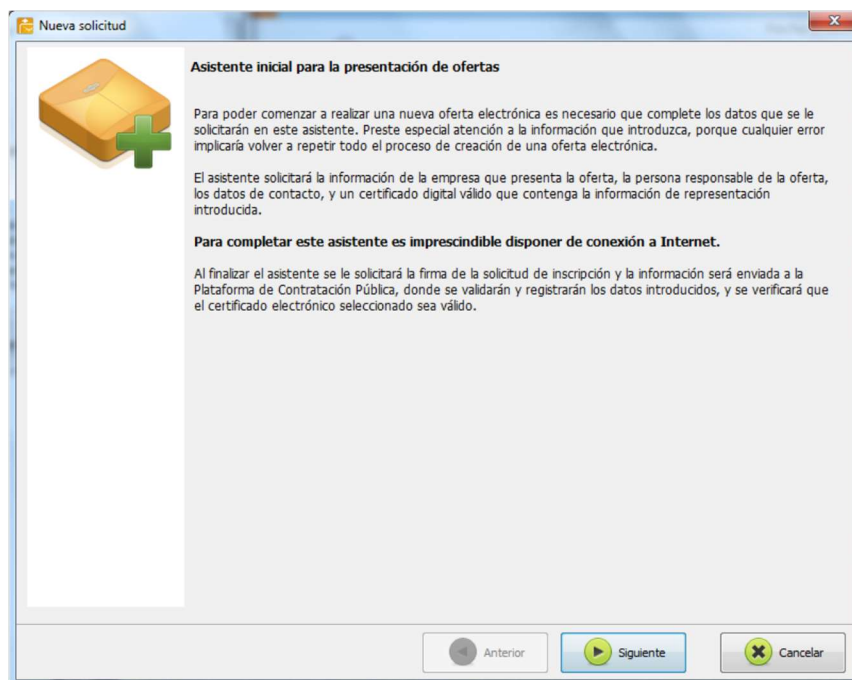 Nueva solicitud
Asistente inicial para la presentación de ofertas
Para poder comenzar a realizar una nueva oferta electrónica es necesario que complete los datos que se le
solicitarán en este asistente. Preste especial atención a la información que introduzca, porque cualquier error
implicaría volver a repetir todo el proceso de creación de una oferta electrónica.
El asistente solicitará la información de la empresa que presenta la oferta, la persona responsable de la oferta,
los datos de contacto, y un certificado digital válido que contenga la información de representación
introducida.
Para completar este asistente es imprescindible disponer de conexión a Internet.
Al finalizar el asistente se le solicitará la firma de la solicitud de inscripción y la información será enviada a la
Plataforma de Contratación Pública, donde se validarán y registrarán los datos introducidos, y se verificará que
el certificado electrónico seleccionado sea válido.
Anterior Siguiente Cancelar